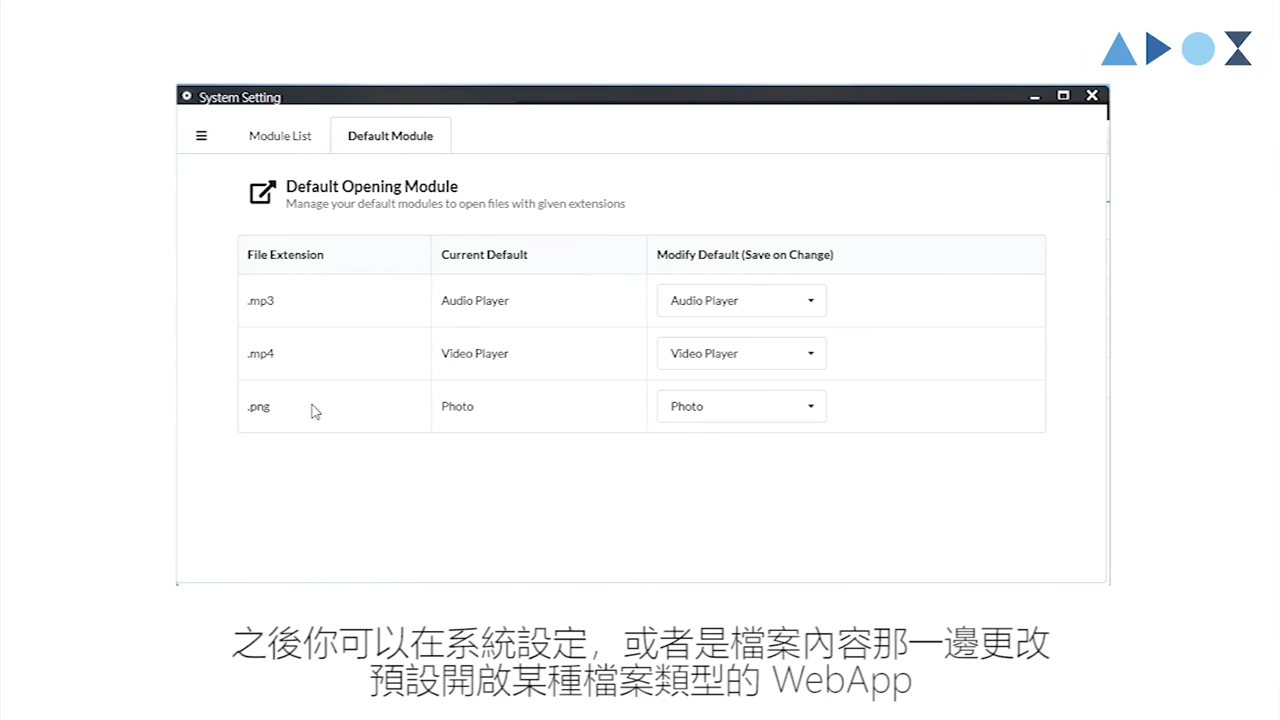 System Setting
Module List
Default Module
Default Opening Module
Manage your default modules to open files with given extensions
File Extension
Current Default
Modify Default (Save on Change)
.mp3
Audio Player
Audio Player
.mp4
Video Player
Video Player
.png
Photo
Photo
之後你可以在系統設定，或者是檔案內容那一邊更改
預設開啟某種檔案類型的 WebApp